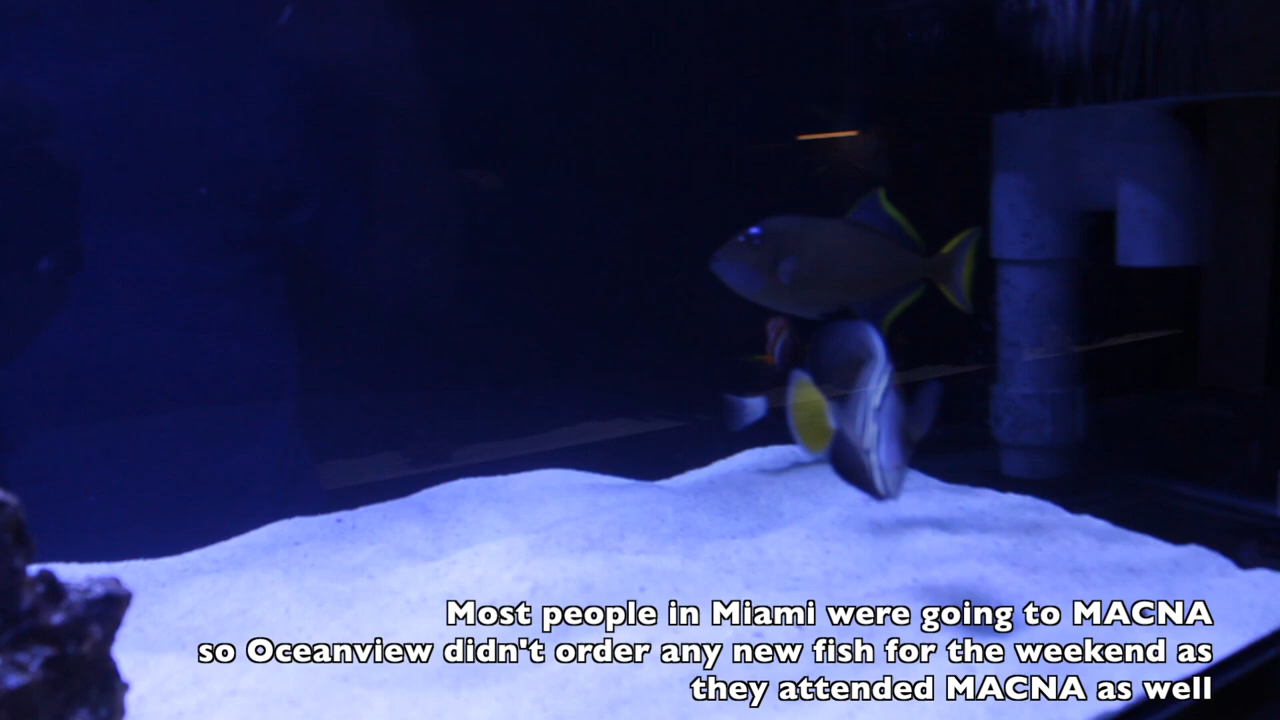 Most people in Miami were going to MACNA
so Oceanview didn't order any new fish for the weekend as
they attended MACNA as well